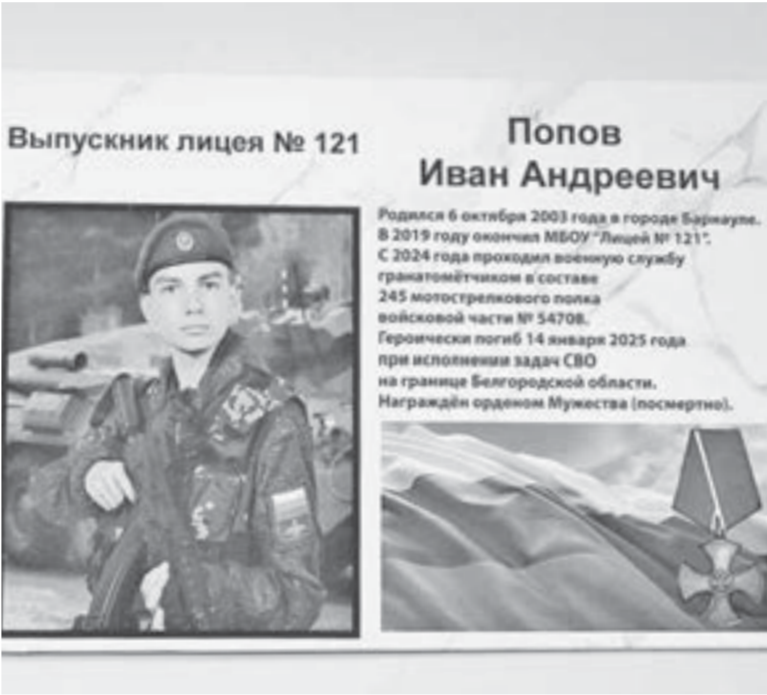 Выпускник лицея № 121
Попов
Иван Андреевич
Родился 6 октября 2003 года в городе Барнауле.
В 2019 году окончил МБОУ "Лицей № 121".
С 2024 года проходил военную службу
гранатомётчиком в составе
245 мотострелкового полка
войсковой части № 54708.
Героически погиб 14 января 2025 года
при исполнении задач СВО
на границе Белгородской области.
Награждён орденом Мужества (посмертно).